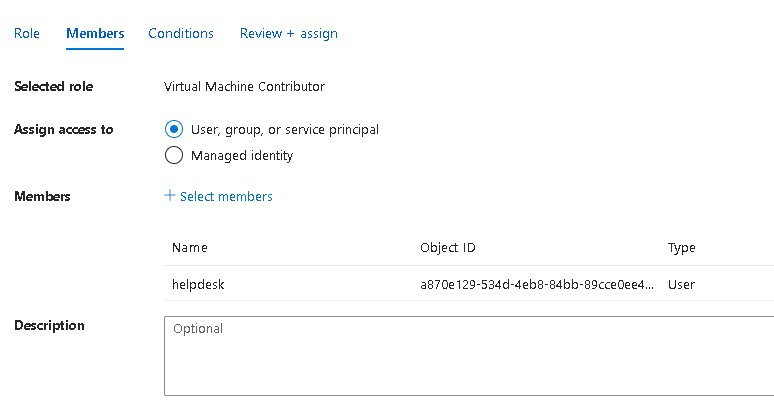 Role Members Conditions Review + assign
Selected role Virtual Machine Contributor
Assign access to User, group, or service principal
Managed identity
Members + Select members
Name Object ID Type
helpdesk a870e129-534d-4eb8-84bb-89cce0ee4... User
Description Optional